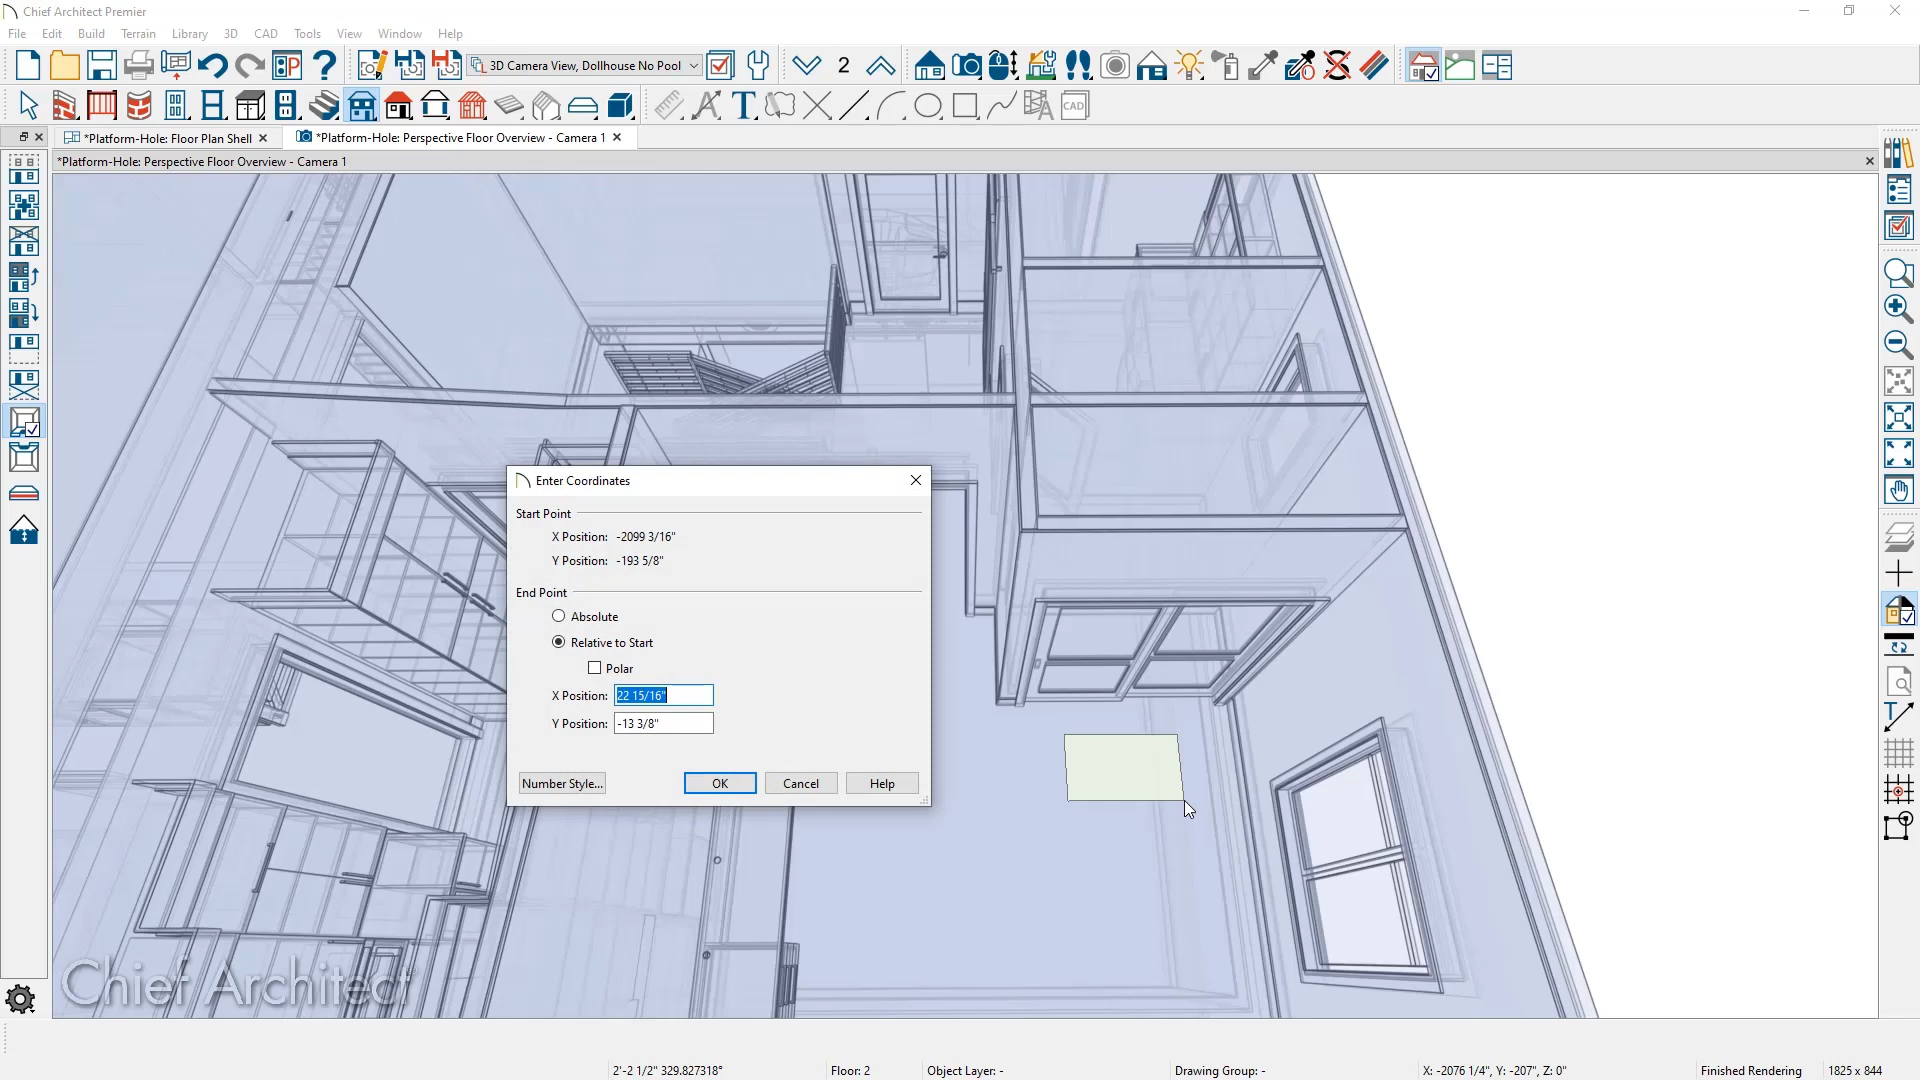 Chief Architect Premier
File Edit Build Terrain Library 3D CAD Tools View Window Help
3D Camera View, Dollhouse No Pool
2
T
CAD
*Platform-Hole: Floor Plan Shell
*Platform-Hole: Perspective Floor Overview - Camera 1
*Platform-Hole: Perspective Floor Overview - Camera 1
Enter Coordinates
Start Point
X Position: -2099 3/16"
Y Position: -193 5/8"
End Point
Absolute
Relative to Start
Polar
X Position: 22 15/16"
Y Position: -13 3/8"
Number Style... OK Cancel Help
Chief Architect
2'-2 1/2" 329.827318° Floor: 2 Object Layer: - Drawing Group: - X: -2076 1/4", Y: -207", Z: 0" Finished Rendering 1825 x 844